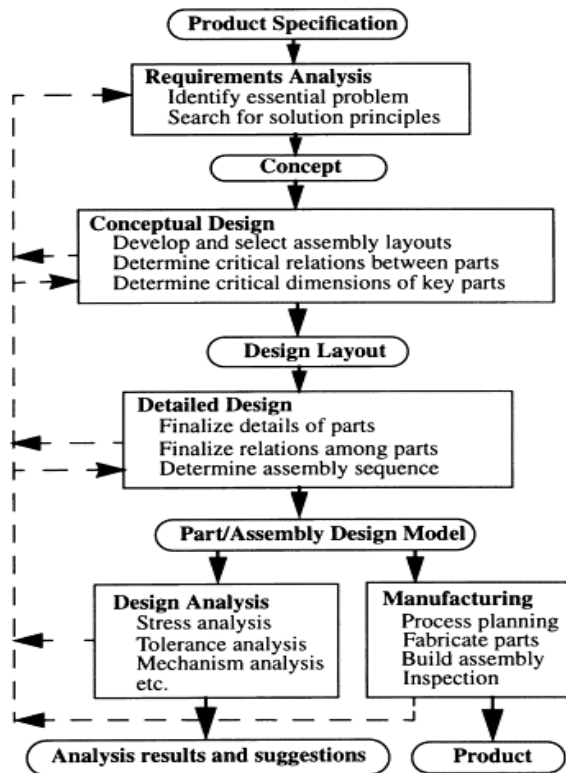 Product Specification
Requirements Analysis
Identify essential problem
Search for solution principles
Concept
Conceptual Design
Develop and select assembly layouts
Determine critical relations between parts
Determine critical dimensions of key parts
Design Layout
Detailed Design
Finalize details of parts
Finalize relations among parts
Determine assembly sequence
Part/Assembly Design Model
Design Analysis
Stress analysis
Tolerance analysis
Mechanism analysis
etc.
Manufacturing
Process planning
Fabricate parts
Build assembly
Inspection
Analysis results and suggestions
Product